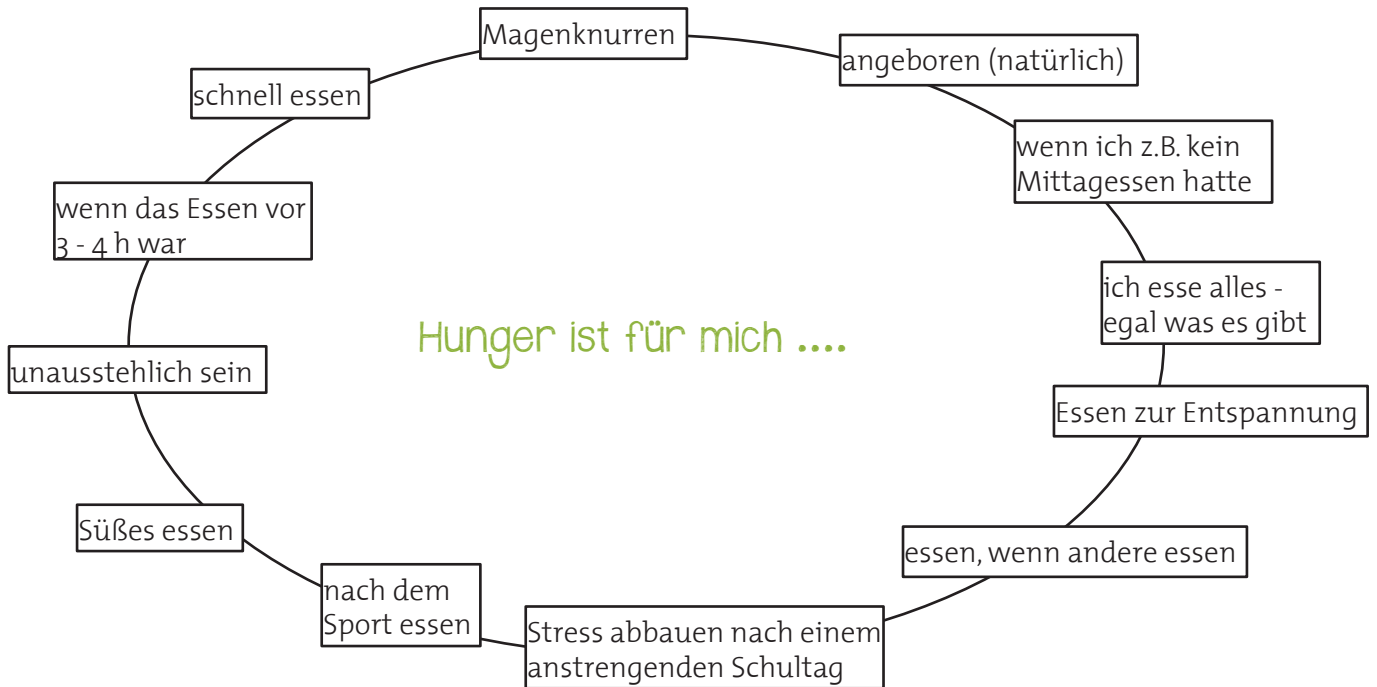 Magenknurren
angeboren (natürlich)
schnell essen
wenn ich z.B. kein
Mittagessen hatte
wenn das Essen vor
3 - 4 h war
ich esse alles -
egal was es gibt
Hunger ist für mich ....
unausstehlich sein
Essen zur Entspannung
Süßes essen
essen, wenn andere essen
nach dem
Sport essen
Stress abbauen nach einem
anstrengenden Schultag